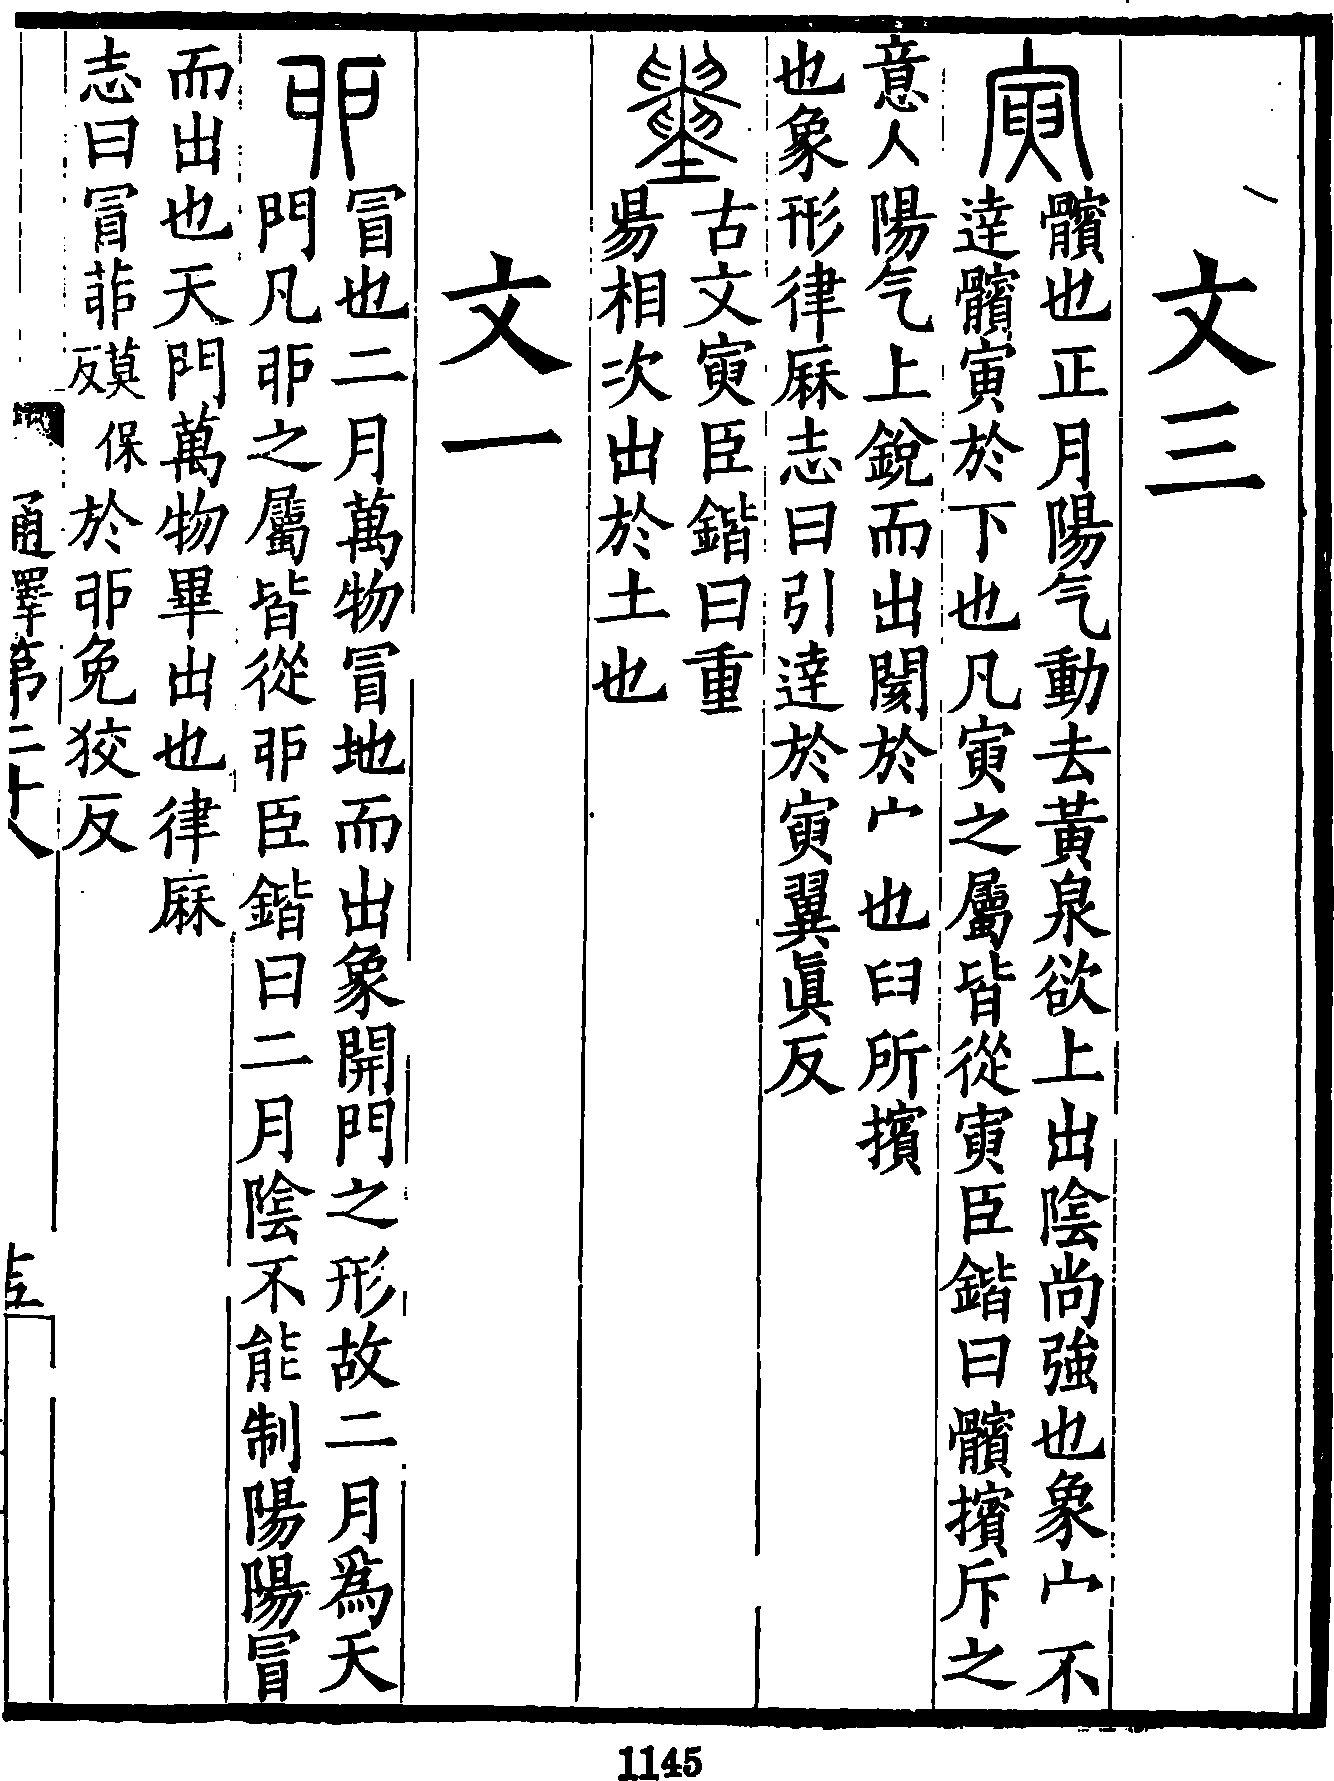 文三
寅
髕也正月陽气動去黃泉欲上出陰尚強也象宀不
達髕寅於下也凡寅之屬皆從寅臣鍇曰髕擯斥之
意人陽气上銳而出閡於宀也臼所擯
也象形律厤志曰引達於寅翼眞反
古文寅臣鍇曰重
昜相次出於土也
文一
戼
冒也二月萬物冒地而出象開門之形故二月爲天
門凡戼之屬皆從戼臣鍇曰二月陰不能制陽陽冒
而出也天門萬物畢出也律厤
志曰冒茆莫保反於戼免狡反
通釋第二十八
1145